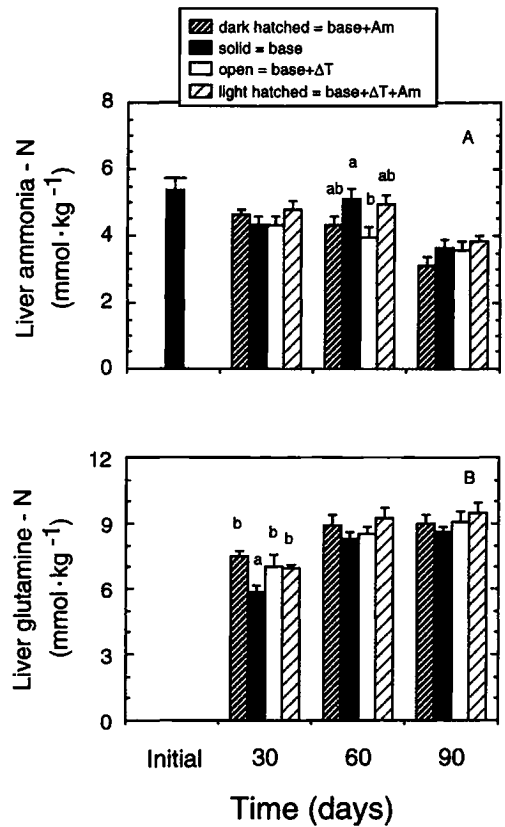 dark hatched = base+Am
solid = base
open = base+ΔT
light hatched = base+ΔT+Am
Liver ammonia - N
(mmol·kg⁻¹)
8
6
4
2
0
A
ab
a
b
ab
Liver glutamine - N
(mmol·kg⁻¹)
12
9
6
3
0
B
b
a
b
b
Initial
30
60
90
Time (days)